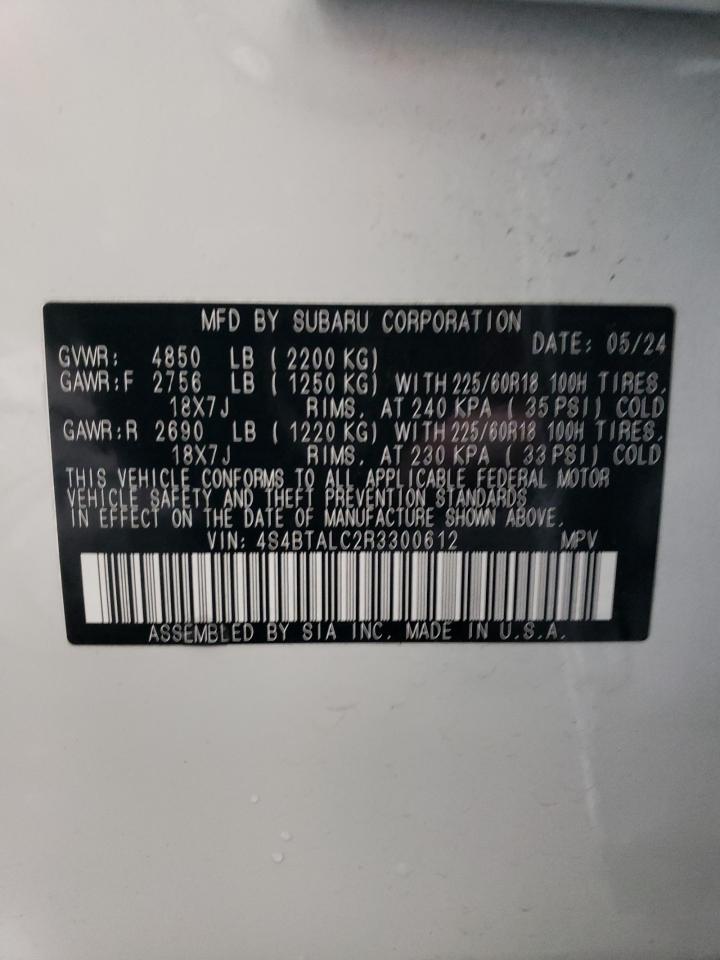 MFD BY SUBARU CORPORATION
DATE: 05/24
GVWR: 4850 LB ( 2200 KG)
GAWR:F 2756 LB ( 1250 KG) WITH 225/60R18 100H TIRES,
18X7J RIMS, AT 240 KPA ( 35 PSI) COLD
GAWR:R 2690 LB ( 1220 KG) WITH 225/60R18 100H TIRES,
18X7J RIMS, AT 230 KPA ( 33 PSI) COLD
THIS VEHICLE CONFORMS TO ALL APPLICABLE FEDERAL MOTOR
VEHICLE SAFETY AND THEFT PREVENTION STANDARDS
IN EFFECT ON THE DATE OF MANUFACTURE SHOWN ABOVE.
VIN: 4S4BTALC2R3300612 MPV
ASSEMBLED BY SIA INC. MADE IN U.S.A.